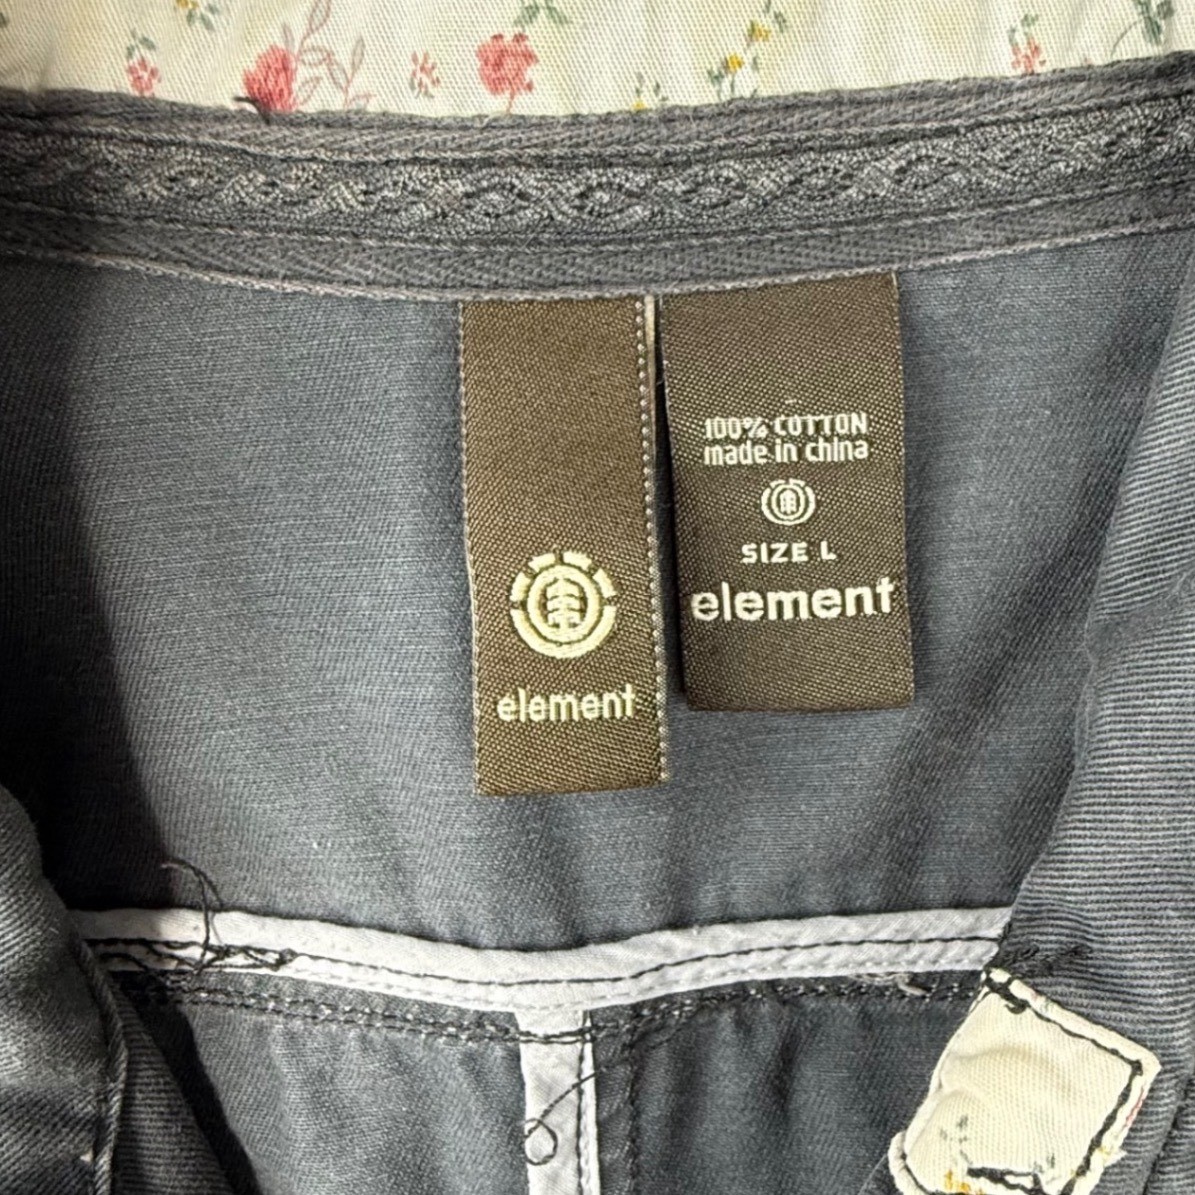 element
100% COTTON
made in china
SIZE L
element